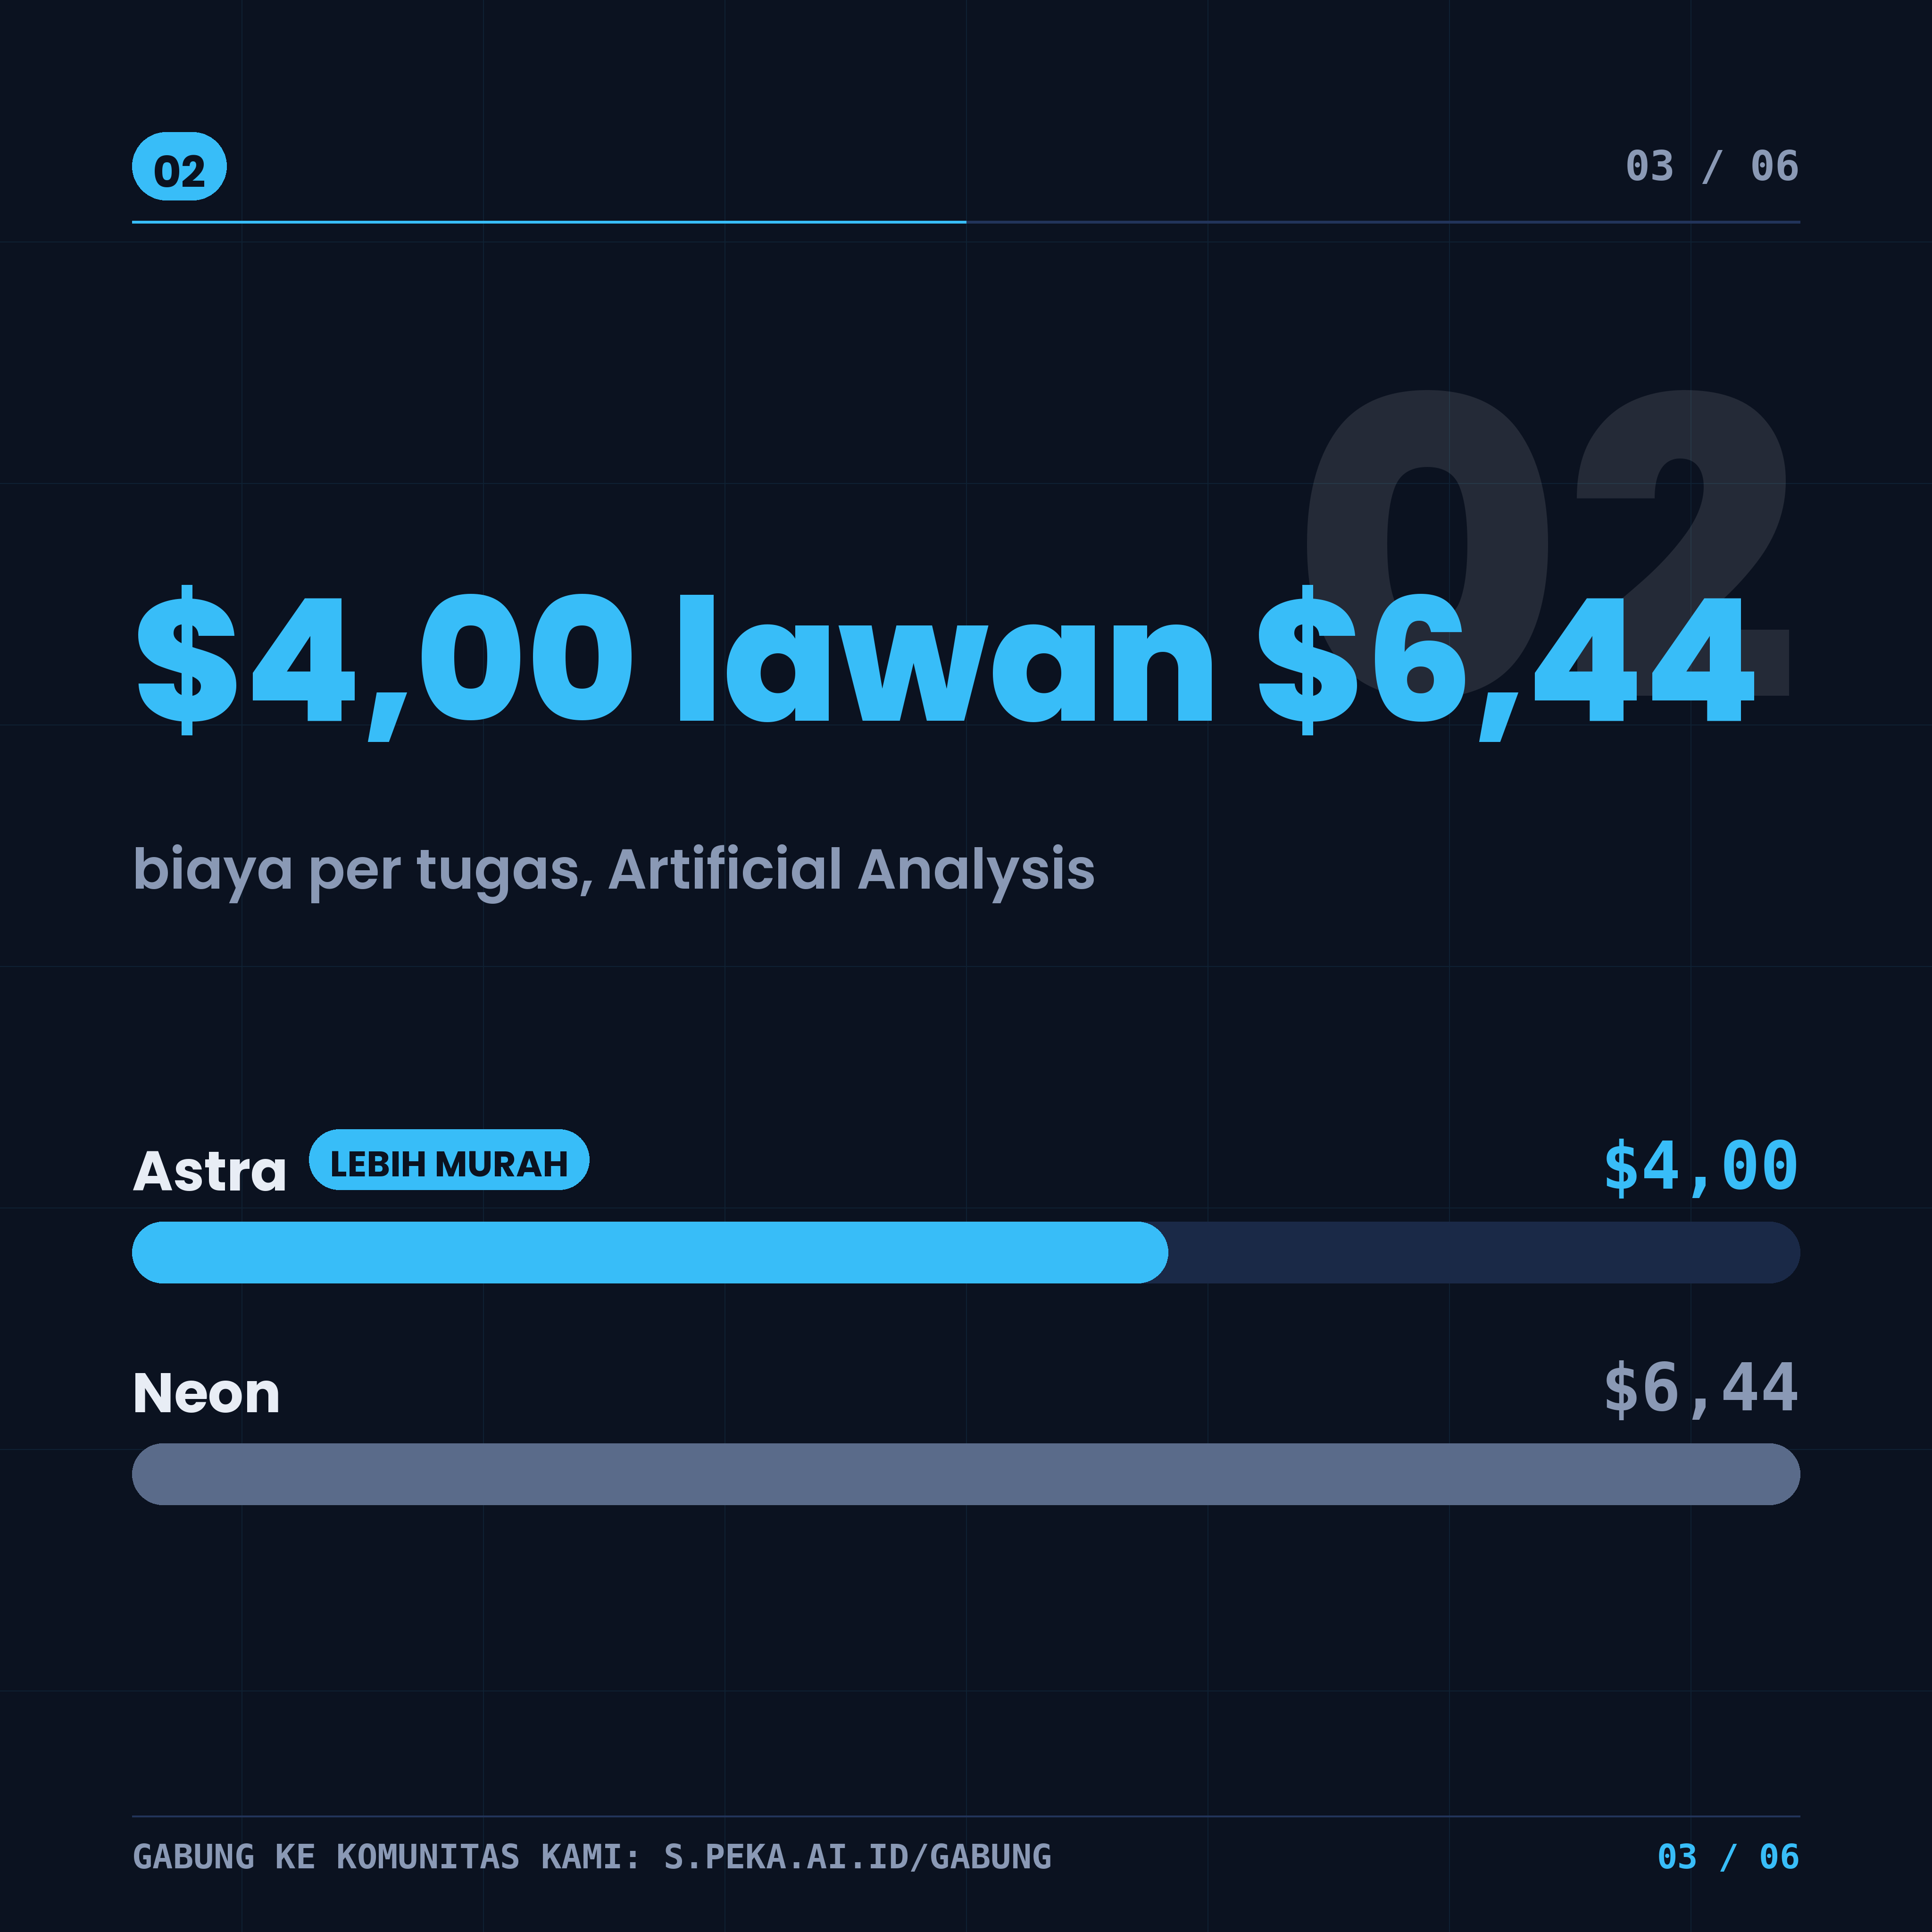 02
03 / 06
02
$4,00 lawan $6,44
biaya per tugas, Artificial Analysis
Astra LEBIH MURAH $4,00
Neon $6,44
GABUNG KE KOMUNITAS KAMI: S.PEKA.AI.ID/GABUNG 03 / 06